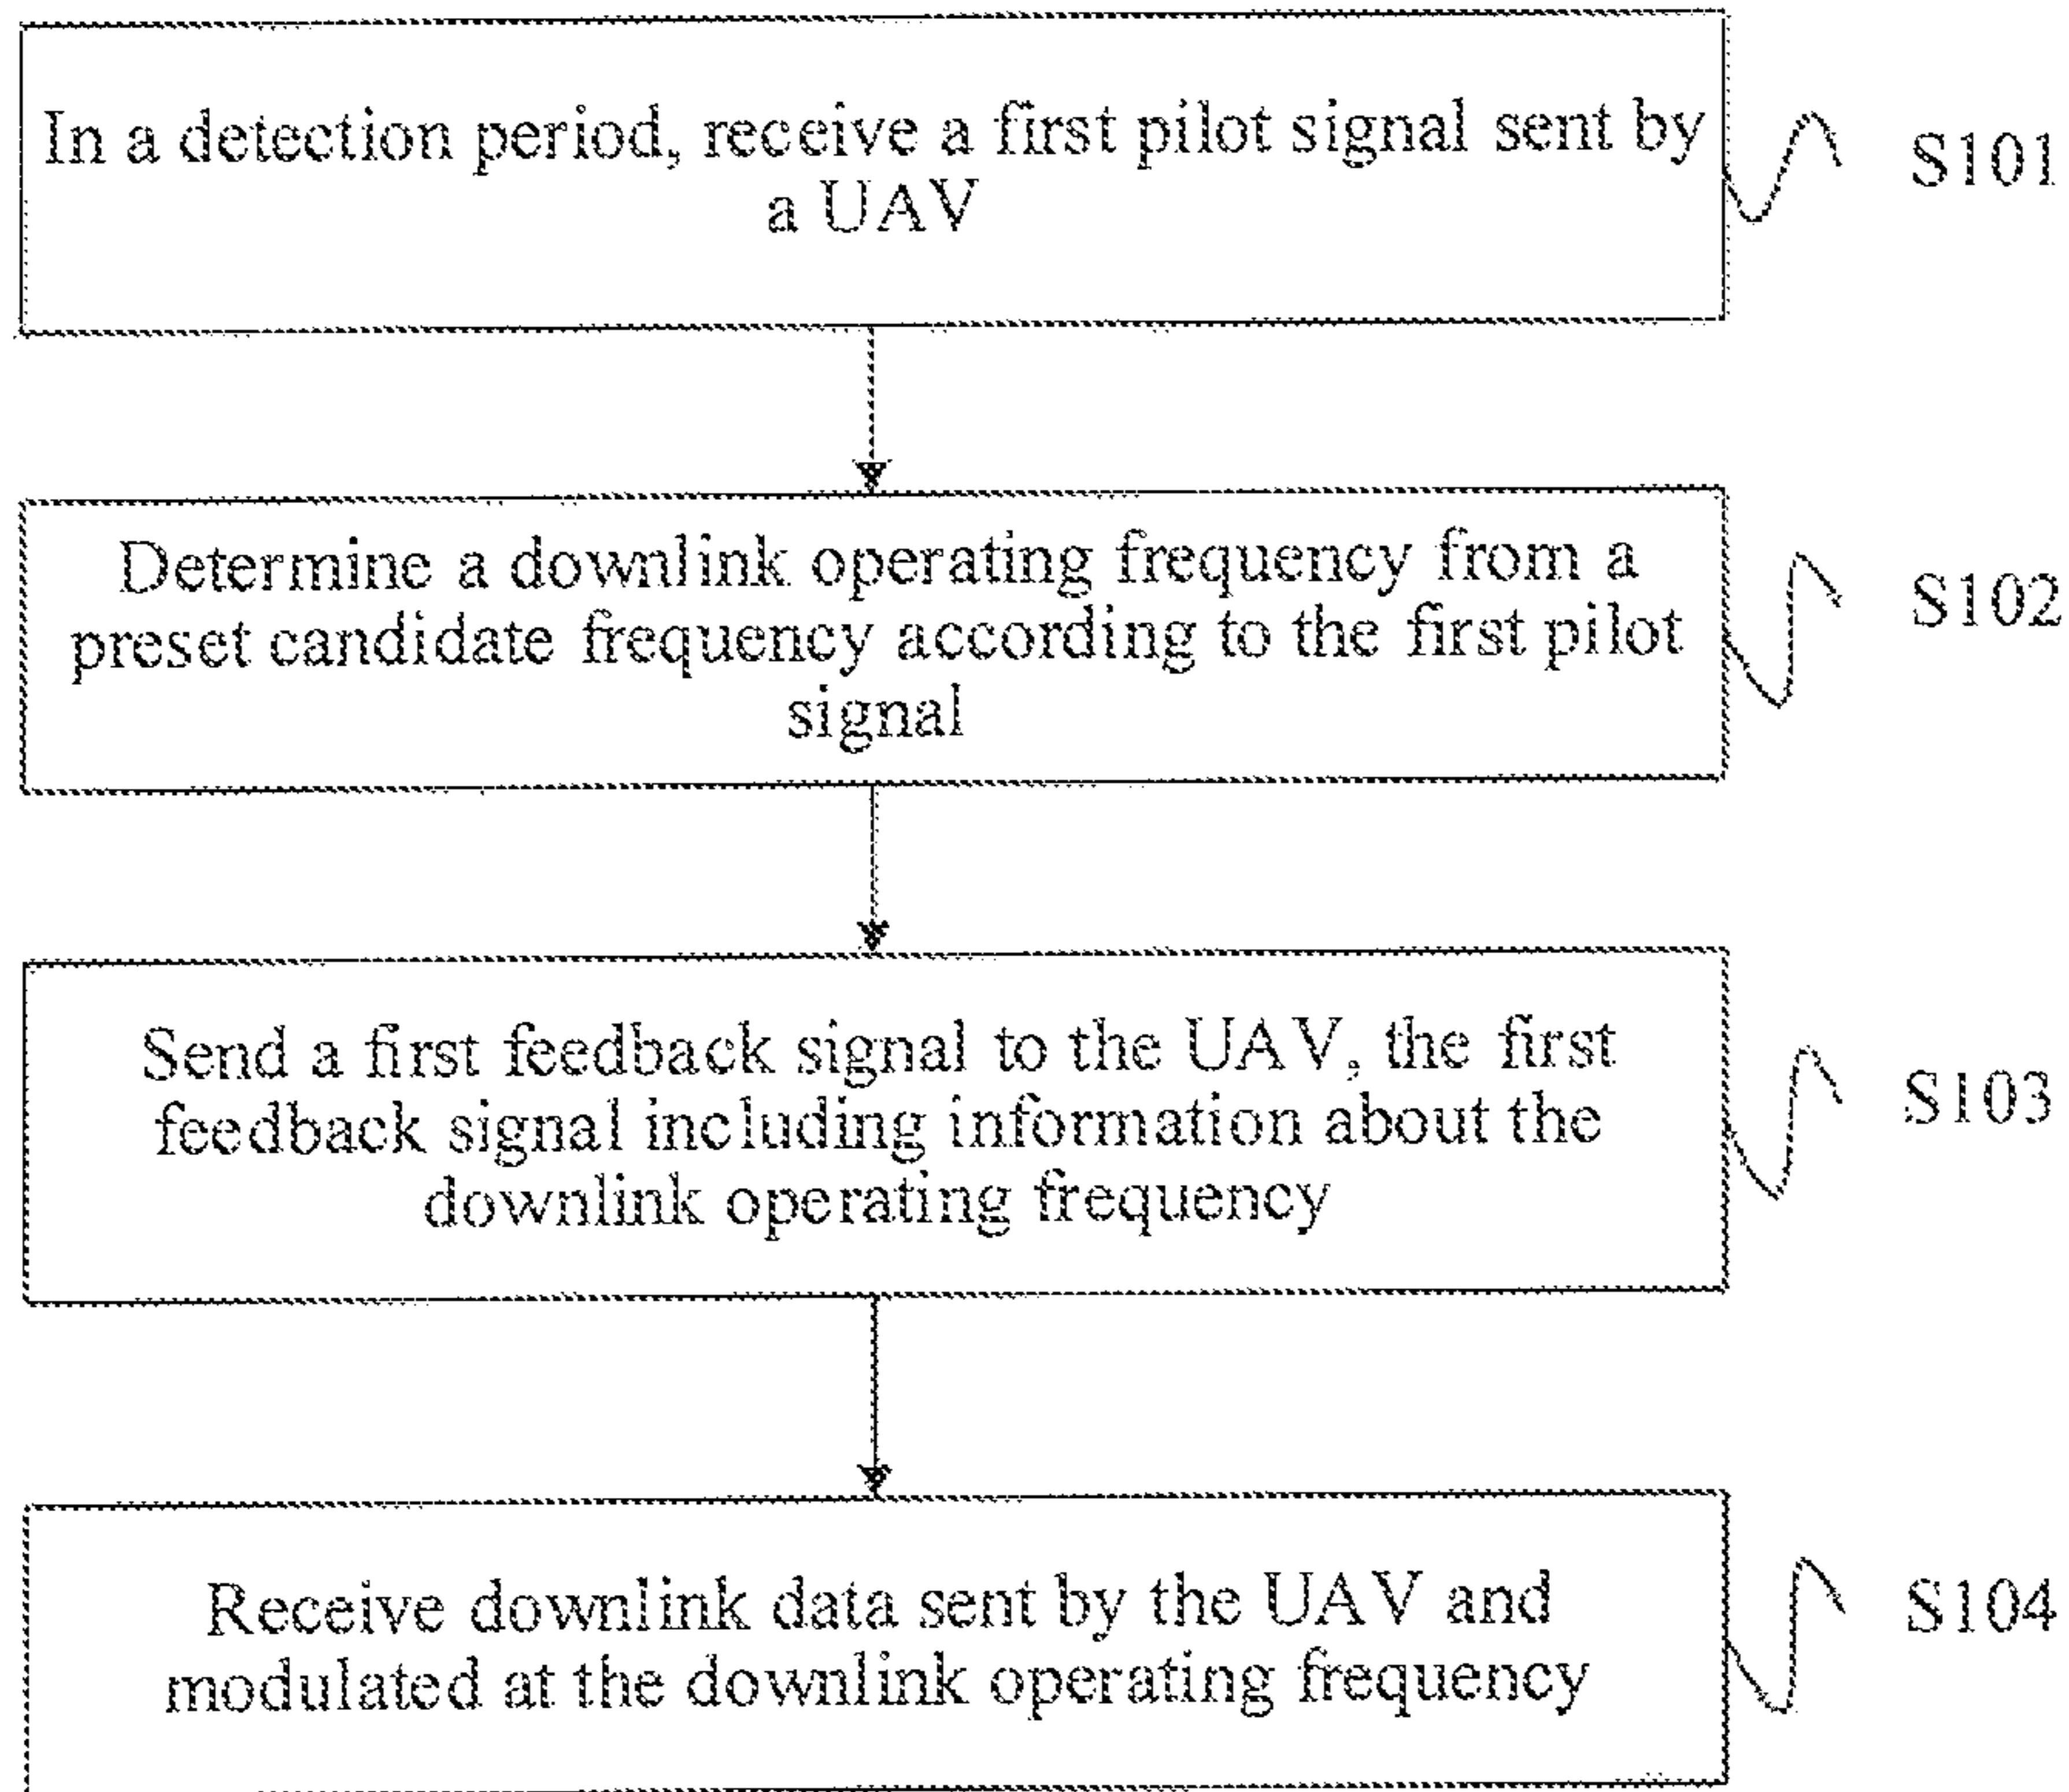 In a detection period, receive a first pilot signal sent by
a UAV
S101
Determine a downlink operating frequency from a
preset candidate frequency according to the first pilot
signal
S102
Send a first feedback signal to the UAV, the first
feedback signal including information about the
downlink operating frequency
S103
Receive downlink data sent by the UAV and
modulated at the downlink operating frequency
S104